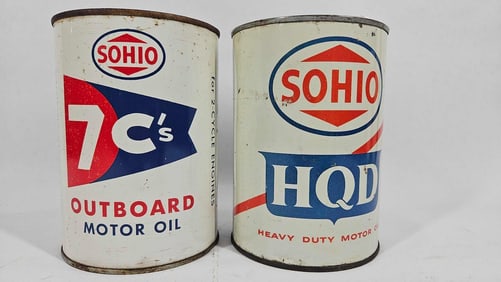 SOHIO
7C's
OUTBOARD
MOTOR OIL
for 2 CYCLE ENGINES
SOHIO
HQD
HEAVY DUTY MOTOR